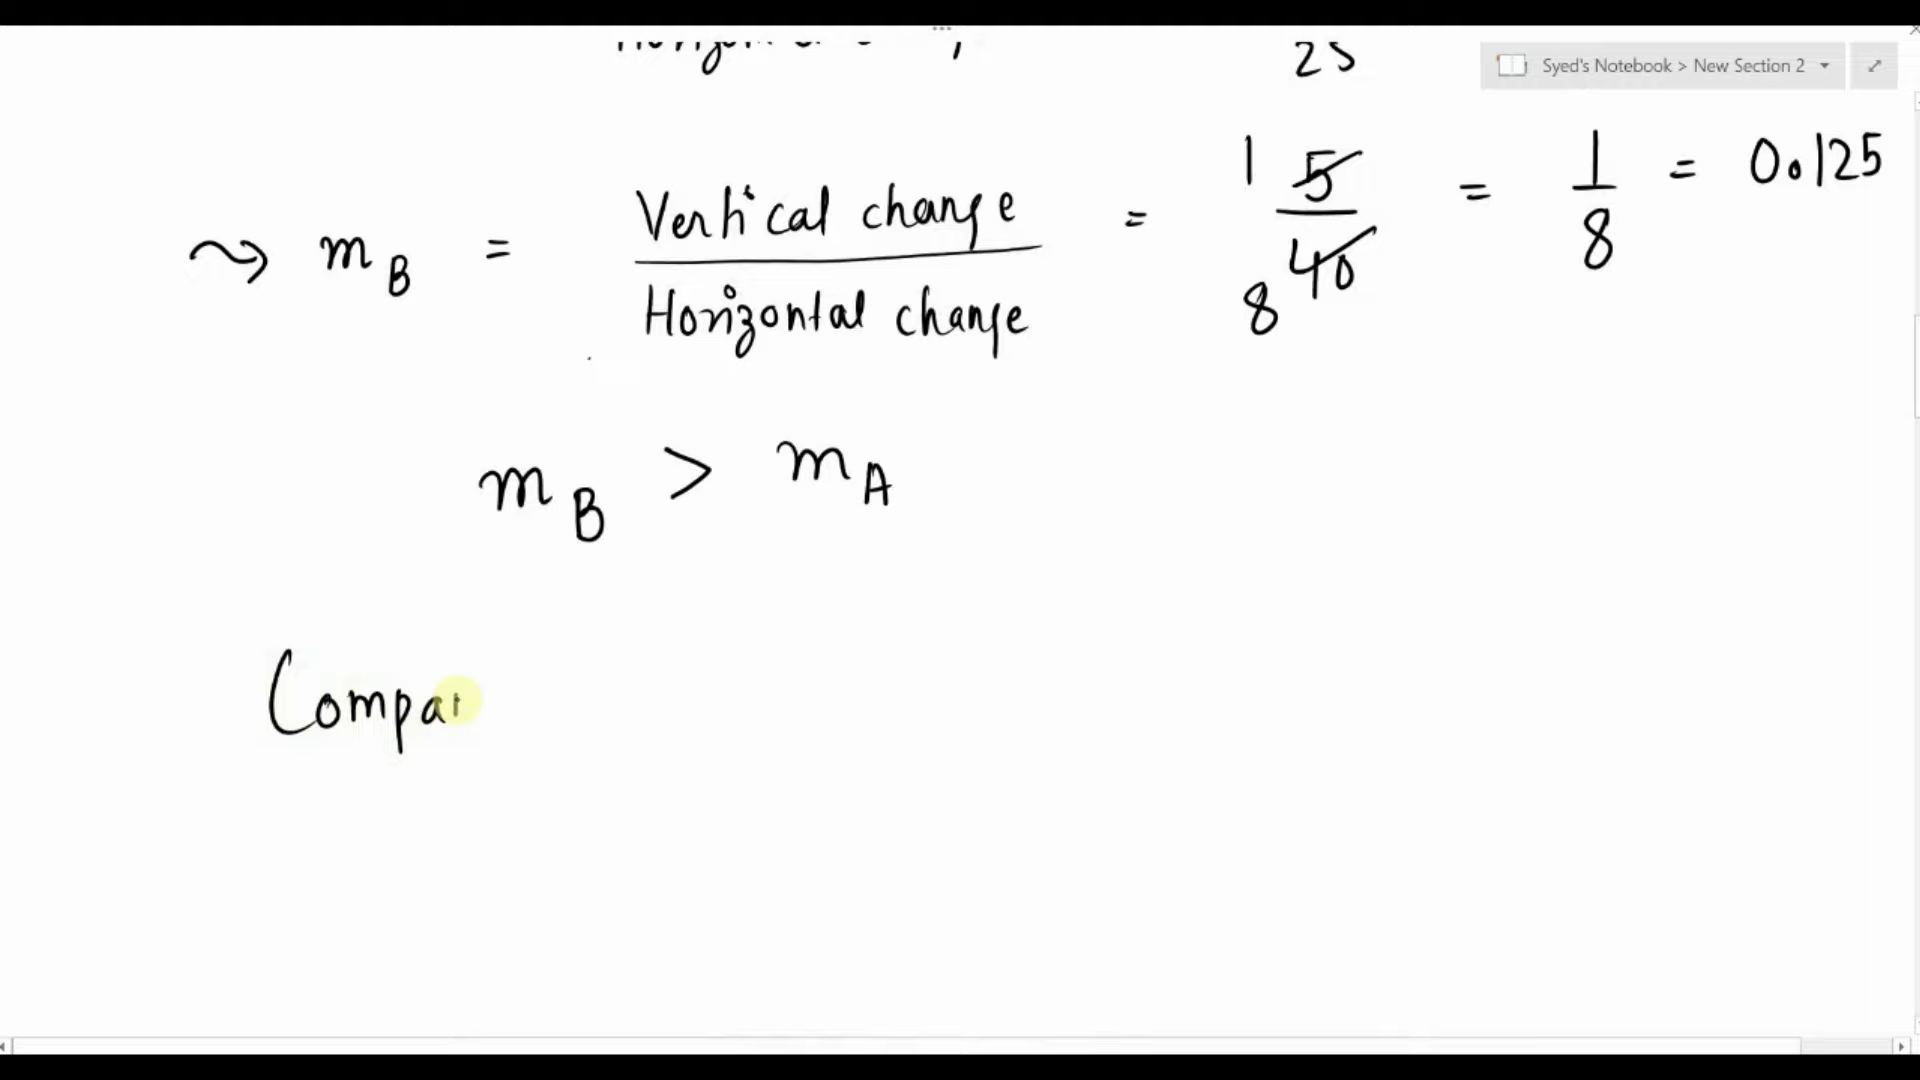 25
Syed's Notebook > New Section 2
m_B = Vertical change / Horizontal change = 1 5 / 8 40 = 1/8 = 0.125
m_B > m_A
Compar